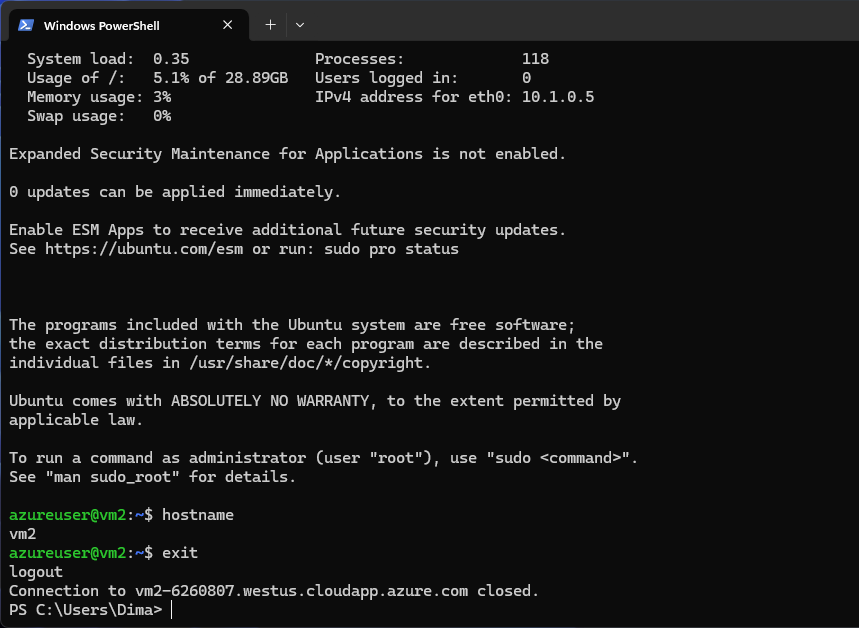 Windows PowerShell
System load:  0.35              Processes:             118
Usage of /:   5.1% of 28.89GB   Users logged in:       0
Memory usage: 3%                IPv4 address for eth0: 10.1.0.5
Swap usage:   0%
Expanded Security Maintenance for Applications is not enabled.
0 updates can be applied immediately.
Enable ESM Apps to receive additional future security updates.
See https://ubuntu.com/esm or run: sudo pro status
The programs included with the Ubuntu system are free software;
the exact distribution terms for each program are described in the
individual files in /usr/share/doc/*/copyright.
Ubuntu comes with ABSOLUTELY NO WARRANTY, to the extent permitted by
applicable law.
To run a command as administrator (user "root"), use "sudo <command>".
See "man sudo_root" for details.
azureuser@vm2:~$ hostname
vm2
azureuser@vm2:~$ exit
logout
Connection to vm2-6260807.westus.cloudapp.azure.com closed.
PS C:\Users\Dima>